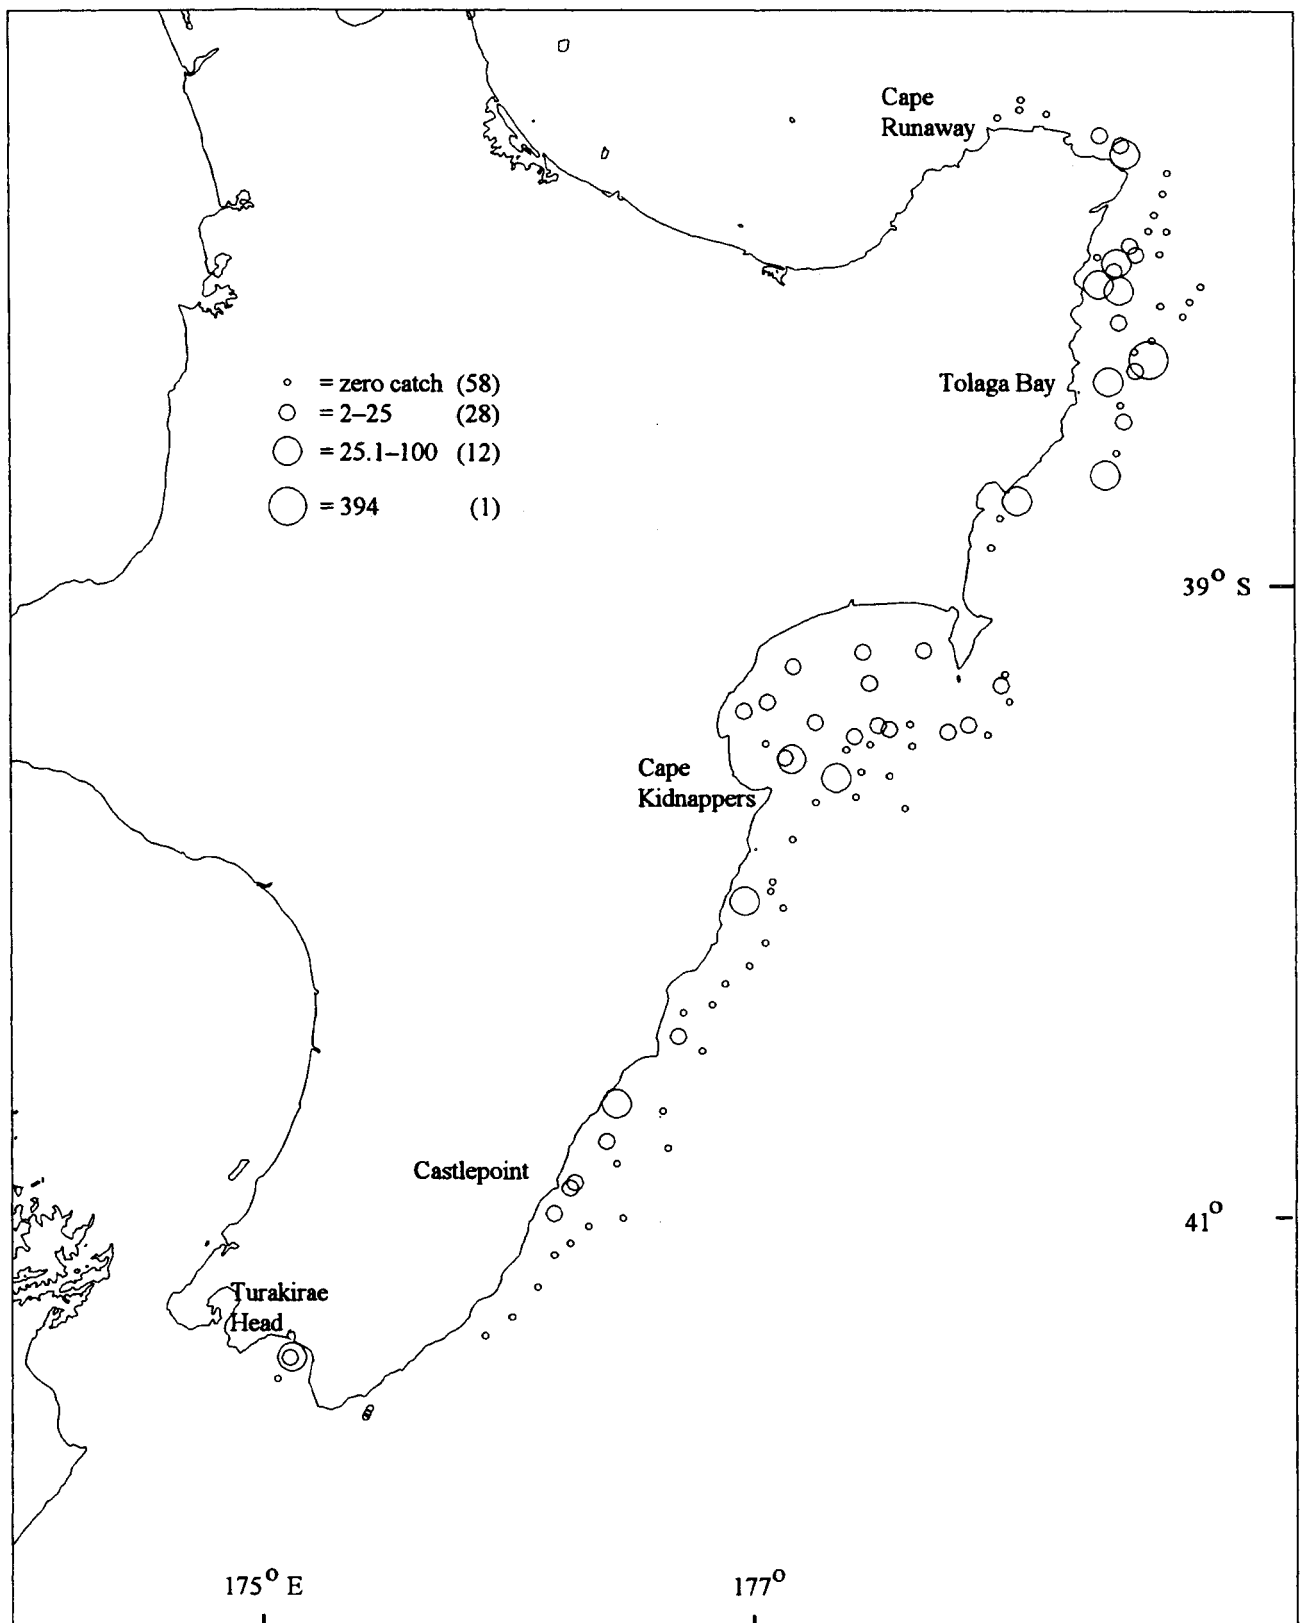 Cape
Runaway
= zero catch (58)
= 2–25 (28)
= 25.1–100 (12)
= 394 (1)
Tolaga Bay
39° S
Cape
Kidnappers
Castlepoint
41°
Turakirae
Head
175° E
177°